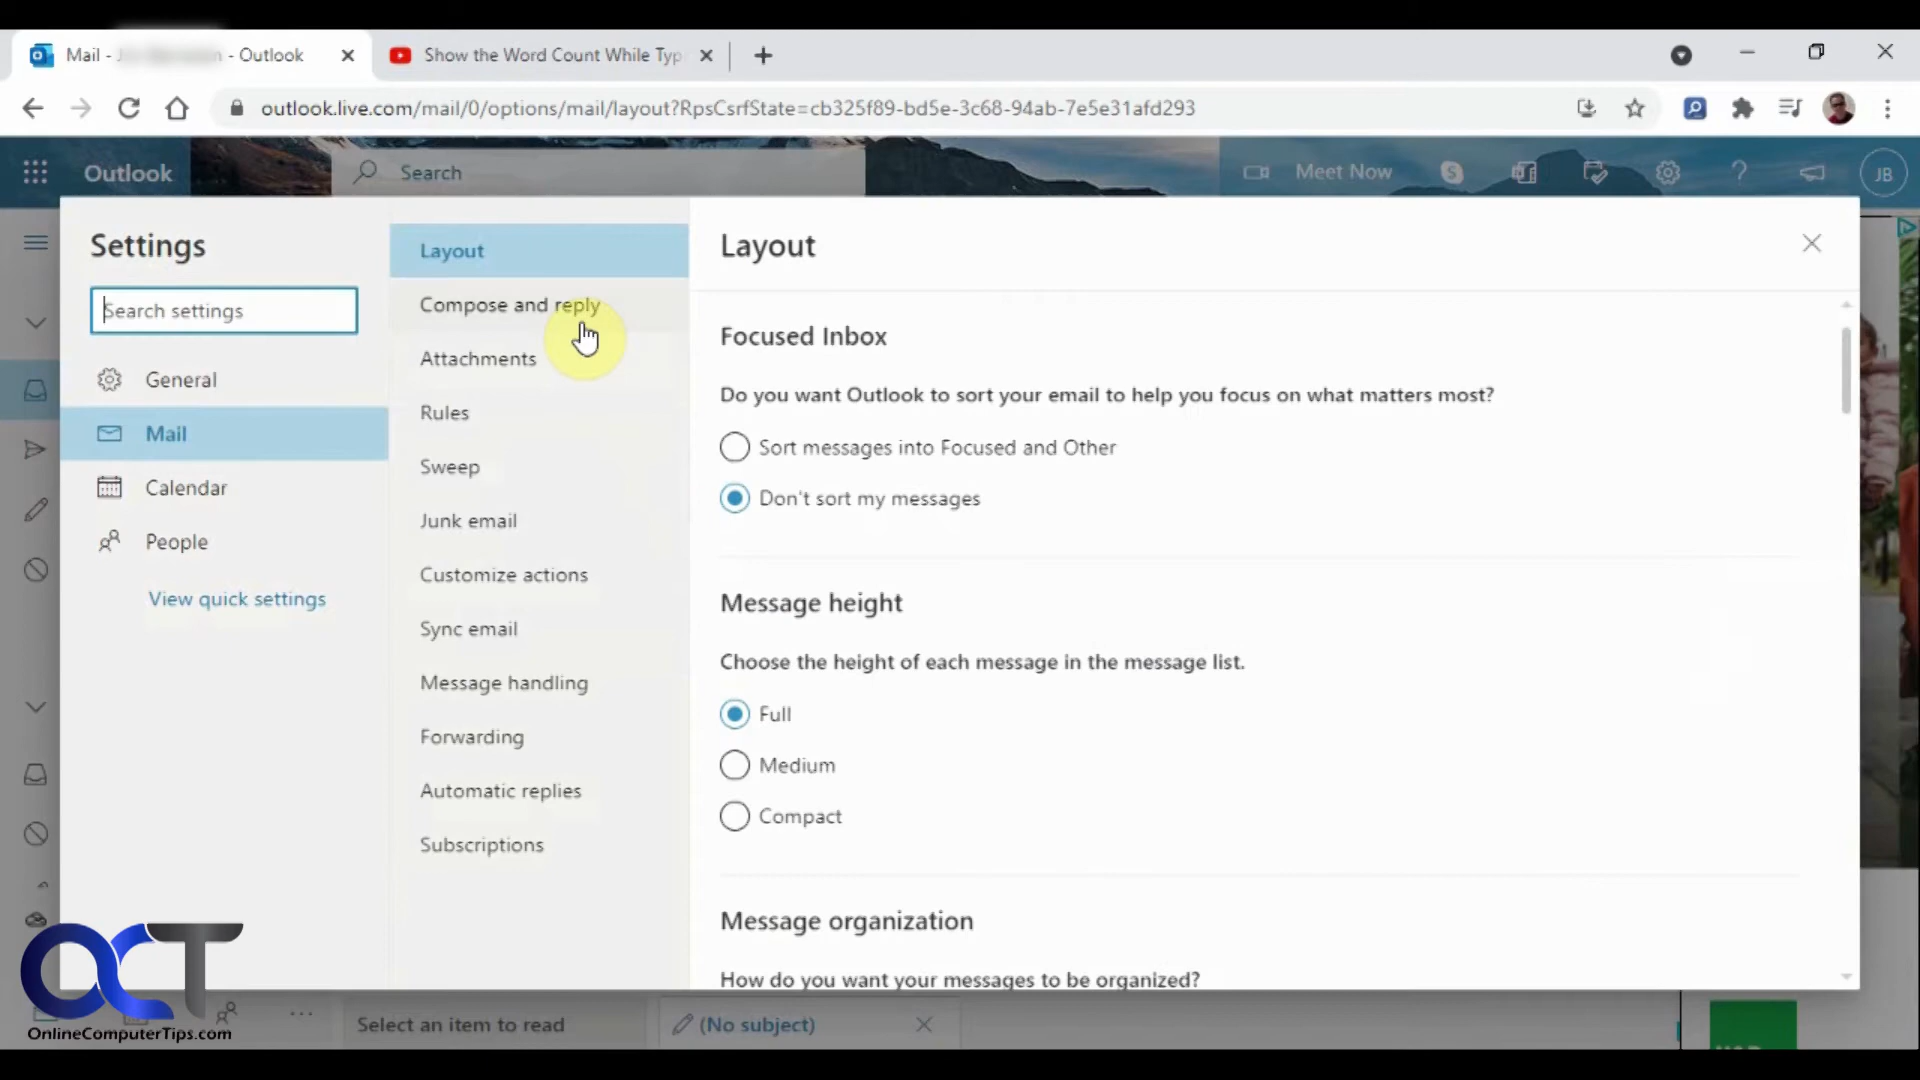 Mail - - Outlook
Show the Word Count While Typ
outlook.live.com/mail/0/options/mail/layout?RpsCsrfState=cb325f89-bd5e-3c68-94ab-7e5e31afd293
Outlook
Search
Meet Now
JB
Settings
Search settings
General
Mail
Calendar
People
View quick settings
Layout
Compose and reply
Attachments
Rules
Sweep
Junk email
Customize actions
Sync email
Message handling
Forwarding
Automatic replies
Subscriptions
Layout
Focused Inbox
Do you want Outlook to sort your email to help you focus on what matters most?
Sort messages into Focused and Other
Don't sort my messages
Message height
Choose the height of each message in the message list.
Full
Medium
Compact
Message organization
How do you want your messages to be organized?
Select an item to read
(No subject)
OCT
OnlineComputerTips.com